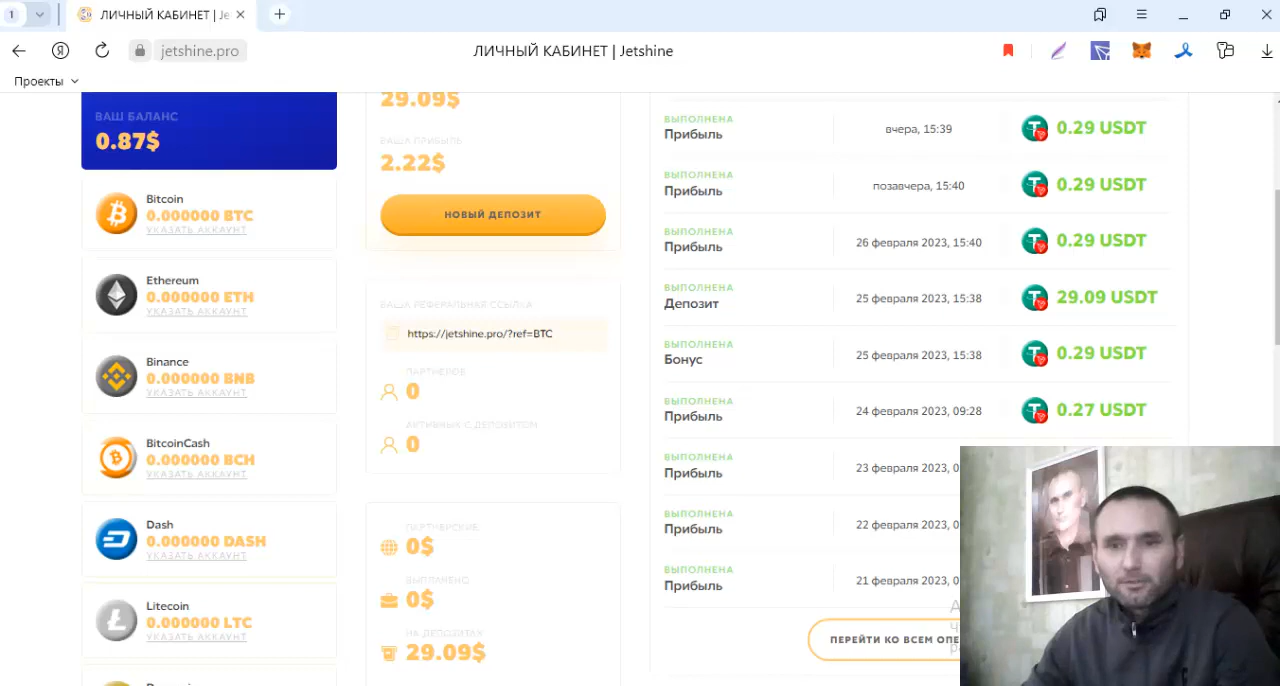 1
ЛИЧНЫЙ КАБИНЕТ | Je
jetshine.pro
ЛИЧНЫЙ КАБИНЕТ | Jetshine
Проекты
ВАШ БАЛАНС
0.87$
Bitcoin
0.000000 BTC
УКАЗАТЬ АККАУНТ
Ethereum
0.000000 ETH
УКАЗАТЬ АККАУНТ
Binance
0.000000 BNB
УКАЗАТЬ АККАУНТ
BitcoinCash
0.000000 BCH
УКАЗАТЬ АККАУНТ
Dash
0.000000 DASH
УКАЗАТЬ АККАУНТ
Litecoin
0.000000 LTC
УКАЗАТЬ АККАУНТ
29.09$
ВАША ПРИБЫЛЬ
2.22$
НОВЫЙ ДЕПОЗИТ
ВАША РЕФЕРАЛЬНАЯ ССЫЛКА
https://jetshine.pro/?ref=BTC
ПАРТНЕРОВ
0
АКТИВНЫХ С ДЕПОЗИТОМ
0
ПАРТНЕРСКИЕ
0$
ВЫПЛАЧЕНО
0$
НА ДЕПОЗИТАХ
29.09$
ВЫПОЛНЕНА
Прибыль
вчера, 15:39
0.29 USDT
ВЫПОЛНЕНА
Прибыль
позавчера, 15:40
0.29 USDT
ВЫПОЛНЕНА
Прибыль
26 февраля 2023, 15:40
0.29 USDT
ВЫПОЛНЕНА
Депозит
25 февраля 2023, 15:38
29.09 USDT
ВЫПОЛНЕНА
Бонус
25 февраля 2023, 15:38
0.29 USDT
ВЫПОЛНЕНА
Прибыль
24 февраля 2023, 09:28
0.27 USDT
ВЫПОЛНЕНА
Прибыль
23 февраля 2023, 0
ВЫПОЛНЕНА
Прибыль
22 февраля 2023, 0
ВЫПОЛНЕНА
Прибыль
21 февраля 2023, 0
ПЕРЕЙТИ КО ВСЕМ ОПЕ